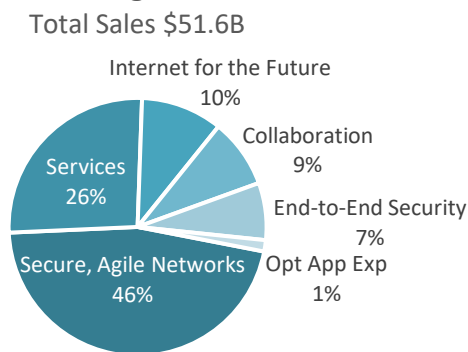 Total Sales $51.6B
Internet for the Future
10%
Collaboration
9%
Services
26%
End-to-End Security
7%
Secure, Agile Networks
46%
Opt App Exp
1%